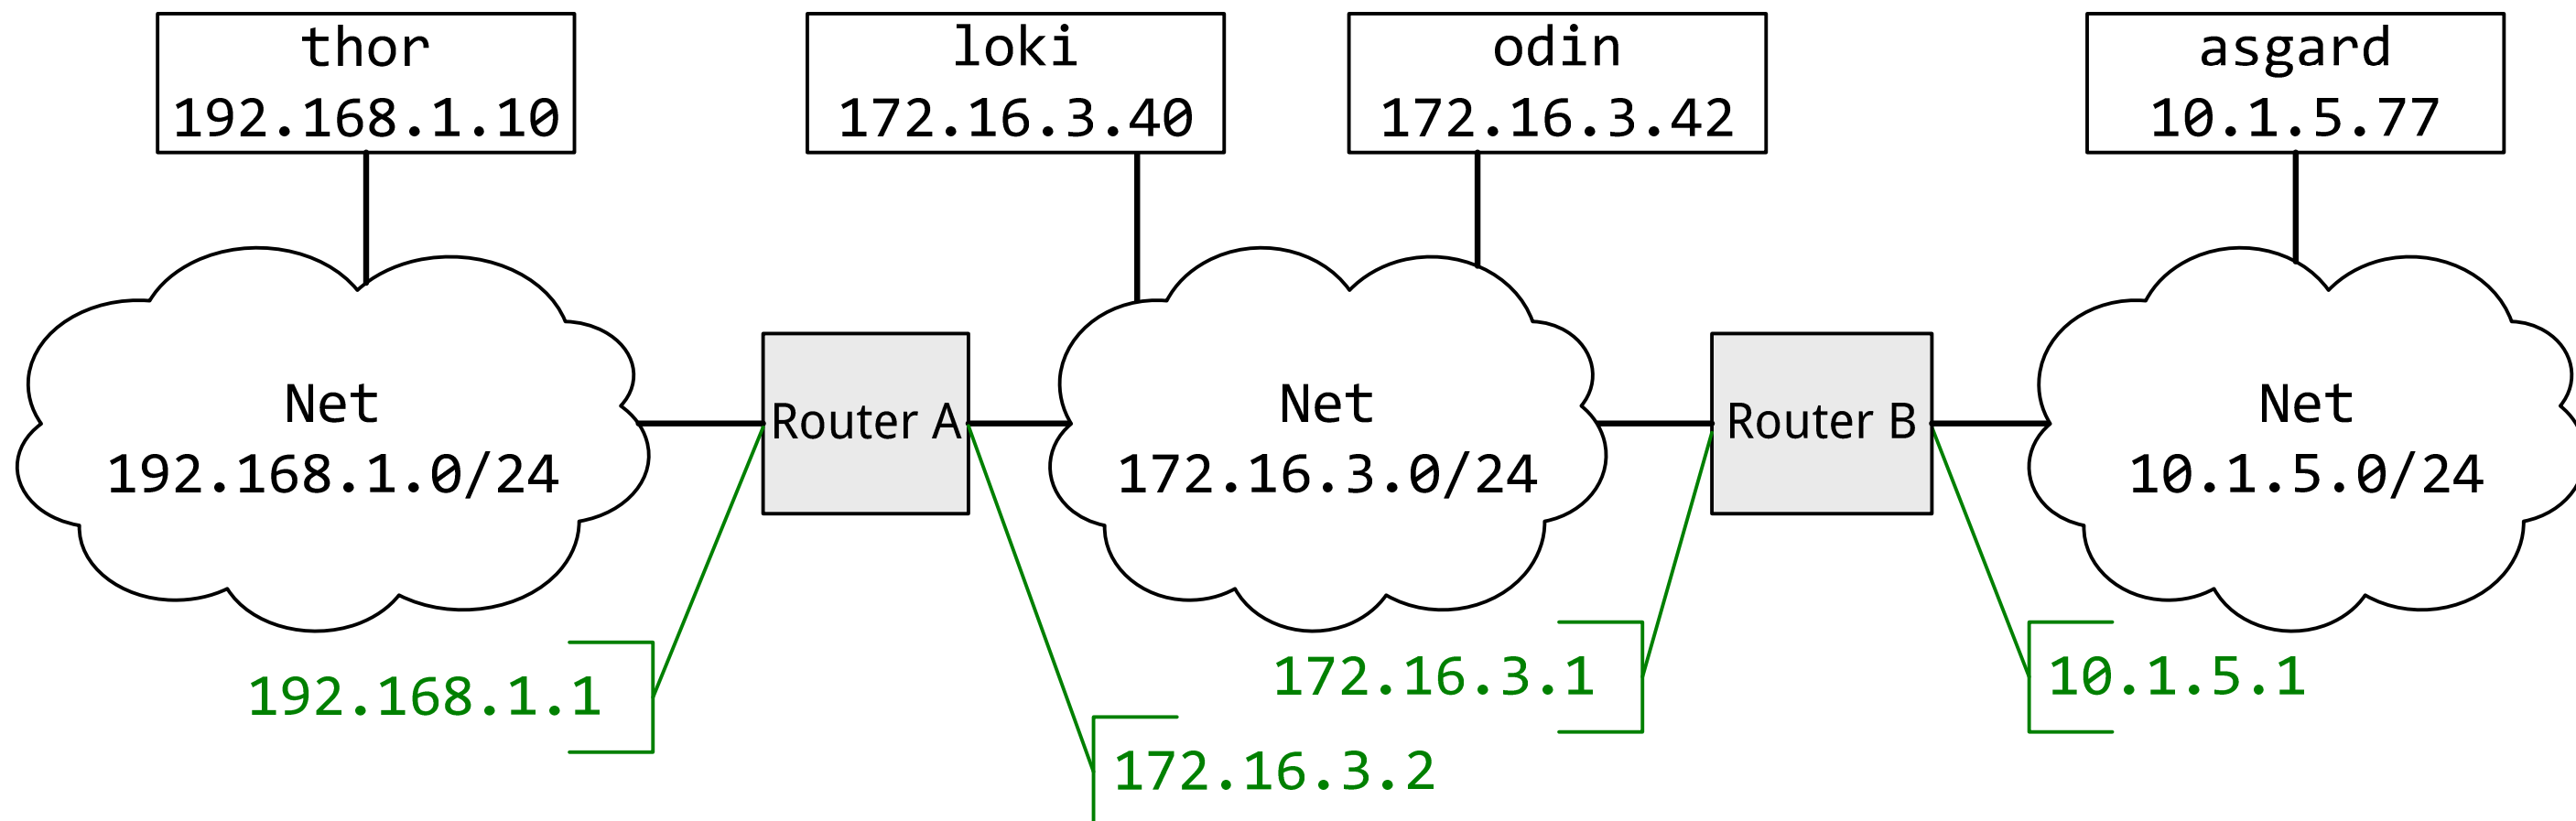 thor
192.168.1.10
loki
172.16.3.40
odin
172.16.3.42
asgard
10.1.5.77
Net
192.168.1.0/24
Router A
Net
172.16.3.0/24
Router B
Net
10.1.5.0/24
192.168.1.1
172.16.3.2
172.16.3.1
10.1.5.1